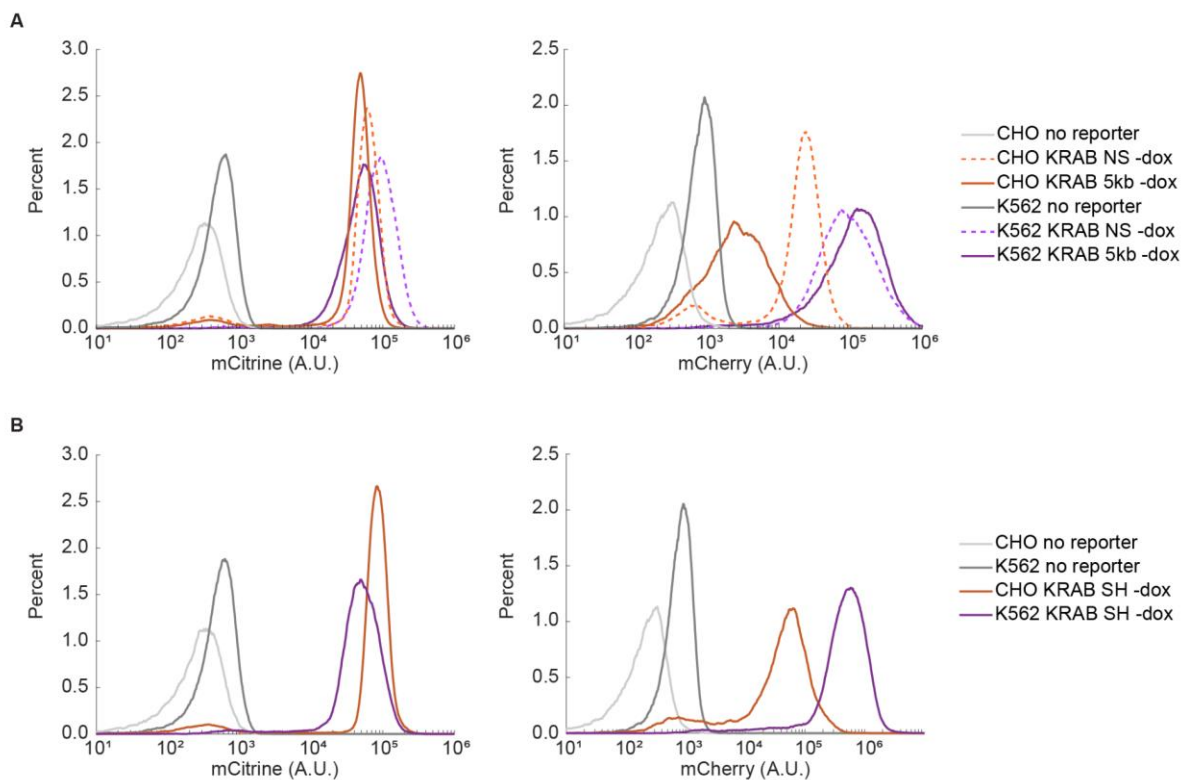 A
3.0
2.5
2.0
1.5
1.0
0.5
0.0
Percent
10¹ 10² 10³ 10⁴ 10⁵ 10⁶
mCitrine (A.U.)
2.5
2.0
1.5
1.0
0.5
0.0
Percent
10¹ 10² 10³ 10⁴ 10⁵ 10⁶
mCherry (A.U.)
CHO no reporter
CHO KRAB NS -dox
CHO KRAB 5kb -dox
K562 no reporter
K562 KRAB NS -dox
K562 KRAB 5kb -dox
B
3.0
2.5
2.0
1.5
1.0
0.5
0.0
Percent
10¹ 10² 10³ 10⁴ 10⁵ 10⁶
mCitrine (A.U.)
2.5
2.0
1.5
1.0
0.5
0.0
Percent
10¹ 10² 10³ 10⁴ 10⁵ 10⁶
mCherry (A.U.)
CHO no reporter
K562 no reporter
CHO KRAB SH -dox
K562 KRAB SH -dox